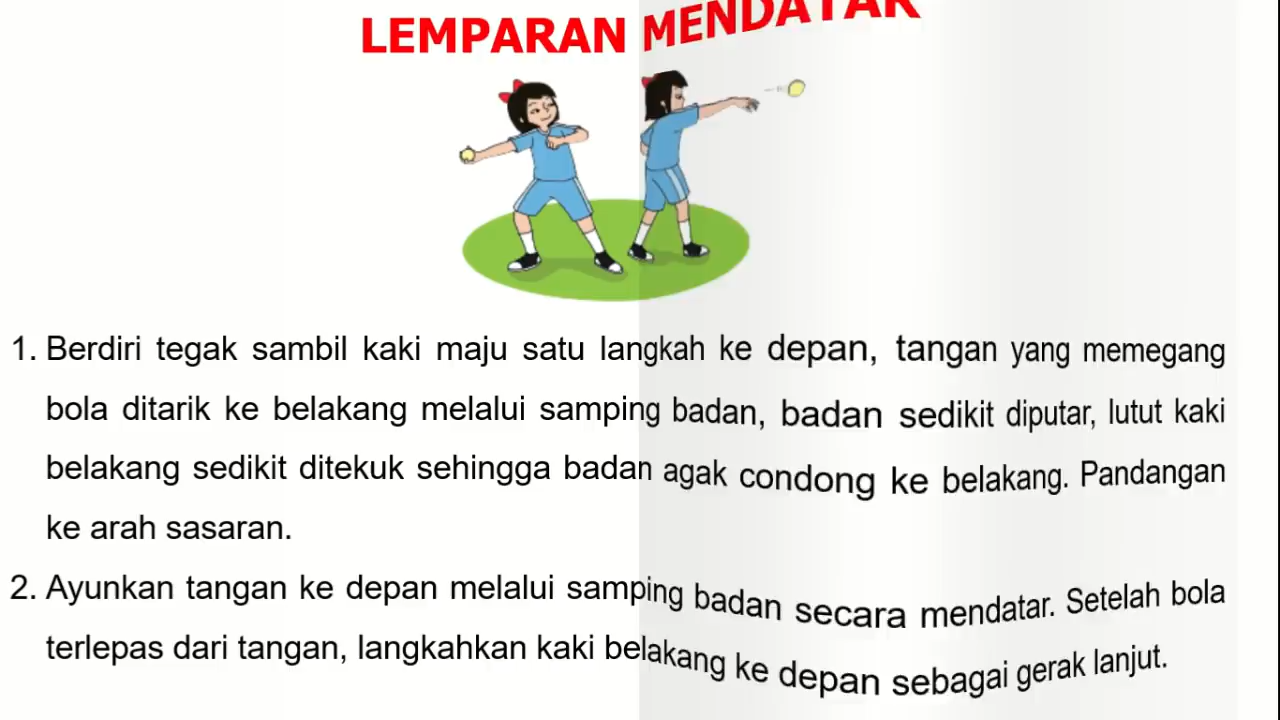 LEMPARAN MENDATAR
1. Berdiri tegak sambil kaki maju satu langkah ke depan, tangan yang memegang
bola ditarik ke belakang melalui samping badan, badan sedikit diputar, lutut kaki
belakang sedikit ditekuk sehingga badan agak condong ke belakang. Pandangan
ke arah sasaran.
2. Ayunkan tangan ke depan melalui samping badan secara mendatar. Setelah bola
terlepas dari tangan, langkahkan kaki belakang ke depan sebagai gerak lanjut.